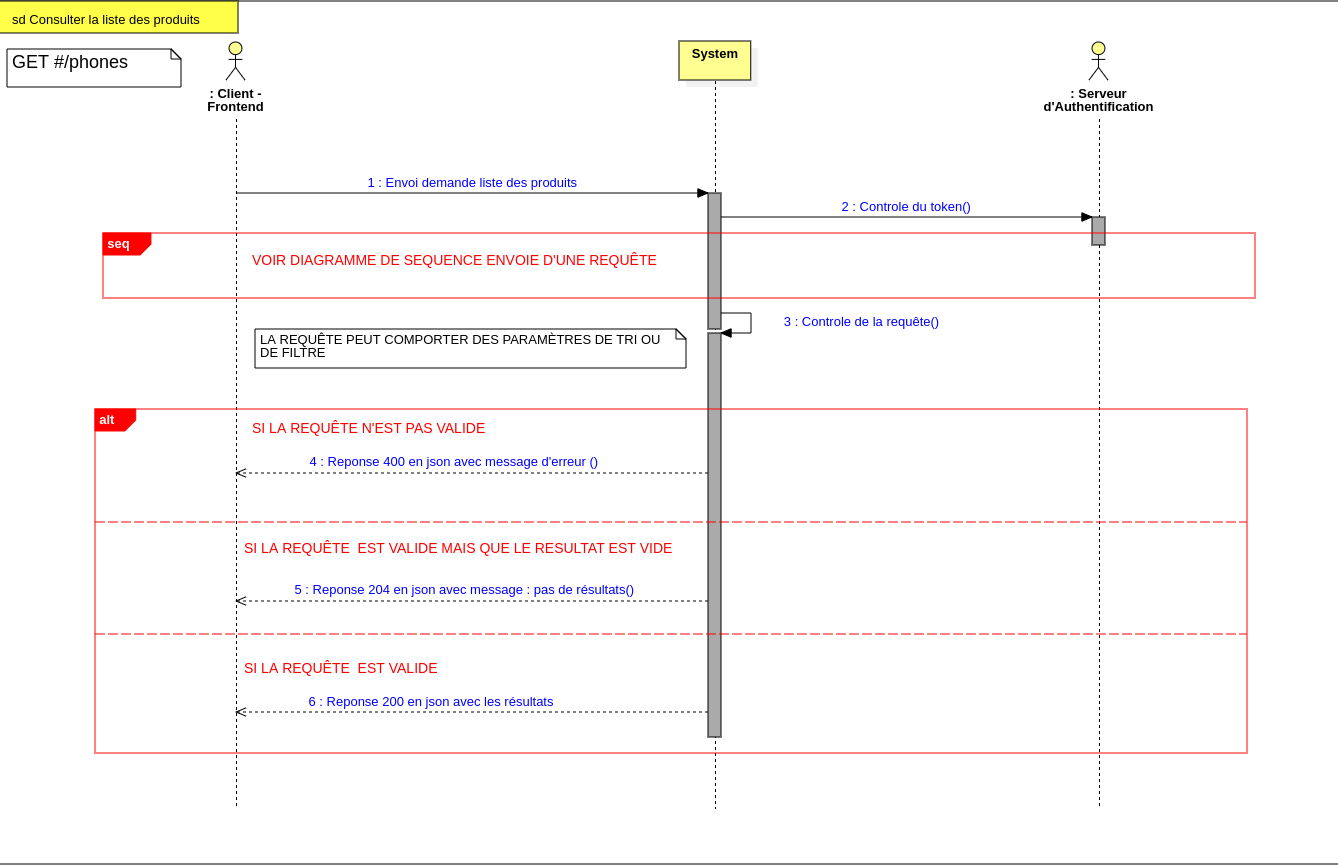 sd Consulter la liste des produits
GET #/phones
: Client -
Frontend
System
: Serveur
d'Authentification
1 : Envoi demande liste des produits
2 : Controle du token()
seq
VOIR DIAGRAMME DE SEQUENCE ENVOIE D'UNE REQUÊTE
3 : Controle de la requête()
LA REQUÊTE PEUT COMPORTER DES PARAMÈTRES DE TRI OU
DE FILTRE
alt
SI LA REQUÊTE N'EST PAS VALIDE
4 : Reponse 400 en json avec message d'erreur ()
SI LA REQUÊTE  EST VALIDE MAIS QUE LE RESULTAT EST VIDE
5 : Reponse 204 en json avec message : pas de résultats()
SI LA REQUÊTE  EST VALIDE
6 : Reponse 200 en json avec les résultats